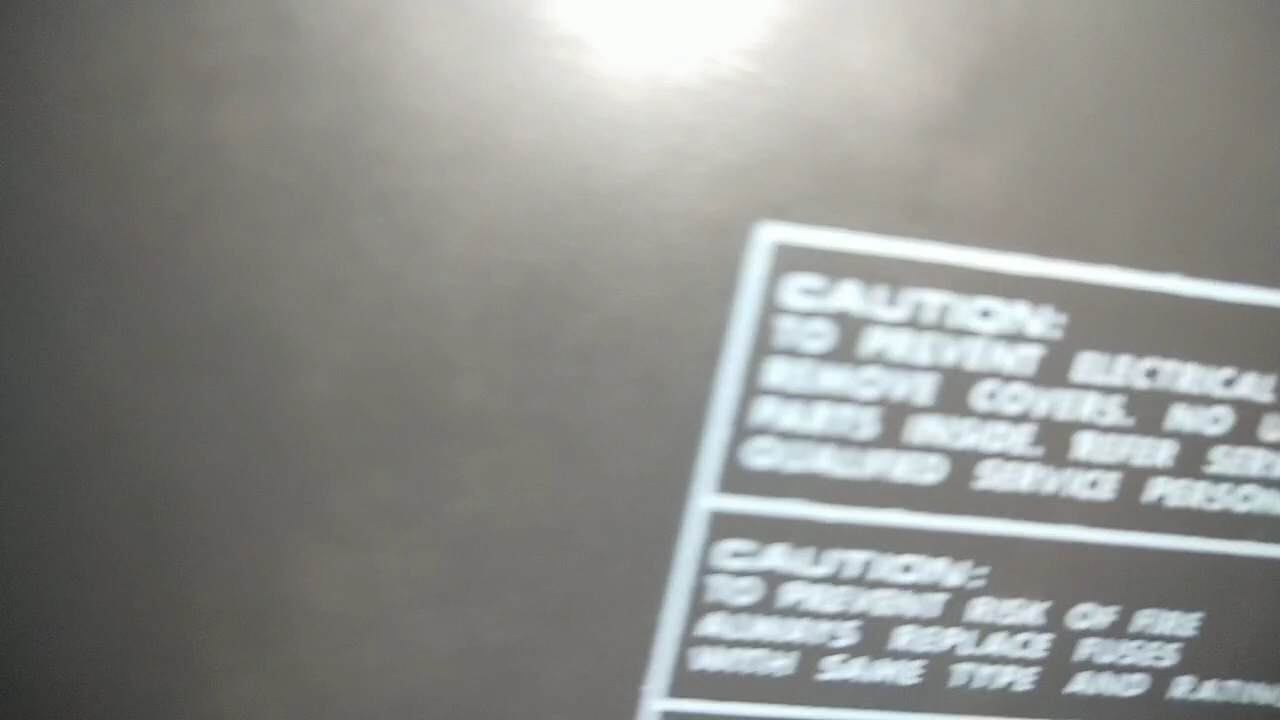 CAUTION:
TO PREVENT ELECTRICAL
REMOVE COVERS. NO
PARTS INSIDE. REFER
QUALIFIED SERVICE
CAUTION:
TO PREVENT RISK OF FIRE
ALWAYS REPLACE FUSES
WITH SAME TYPE AND